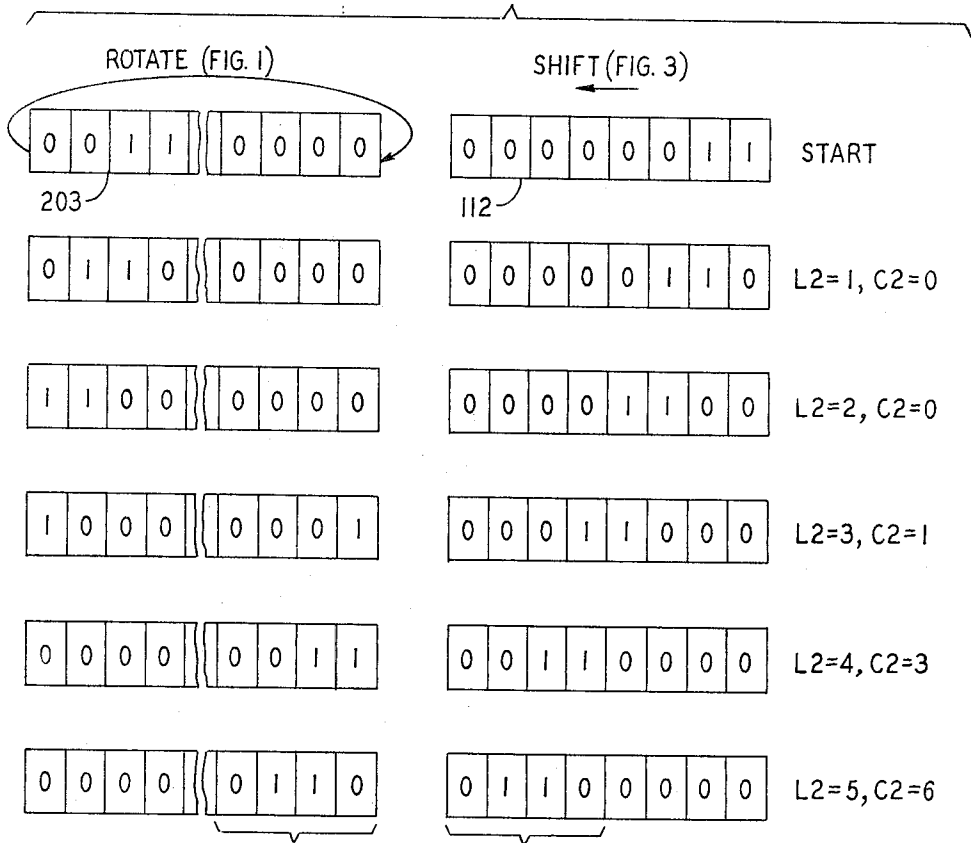 ROTATE (FIG. 1) SHIFT (FIG. 3)
0 0 1 1 0 0 0 0 0 0 0 0 0 0 1 1 START
203 112
0 1 1 0 0 0 0 0 0 0 0 0 0 1 1 0 L2=1, C2=0
1 1 0 0 0 0 0 0 0 0 0 0 1 1 0 0 L2=2, C2=0
1 0 0 0 0 0 0 1 0 0 0 1 1 0 0 0 L2=3, C2=1
0 0 0 0 0 0 1 1 0 0 1 1 0 0 0 0 L2=4, C2=3
0 0 0 0 0 1 1 0 0 1 1 0 0 0 0 0 L2=5, C2=6